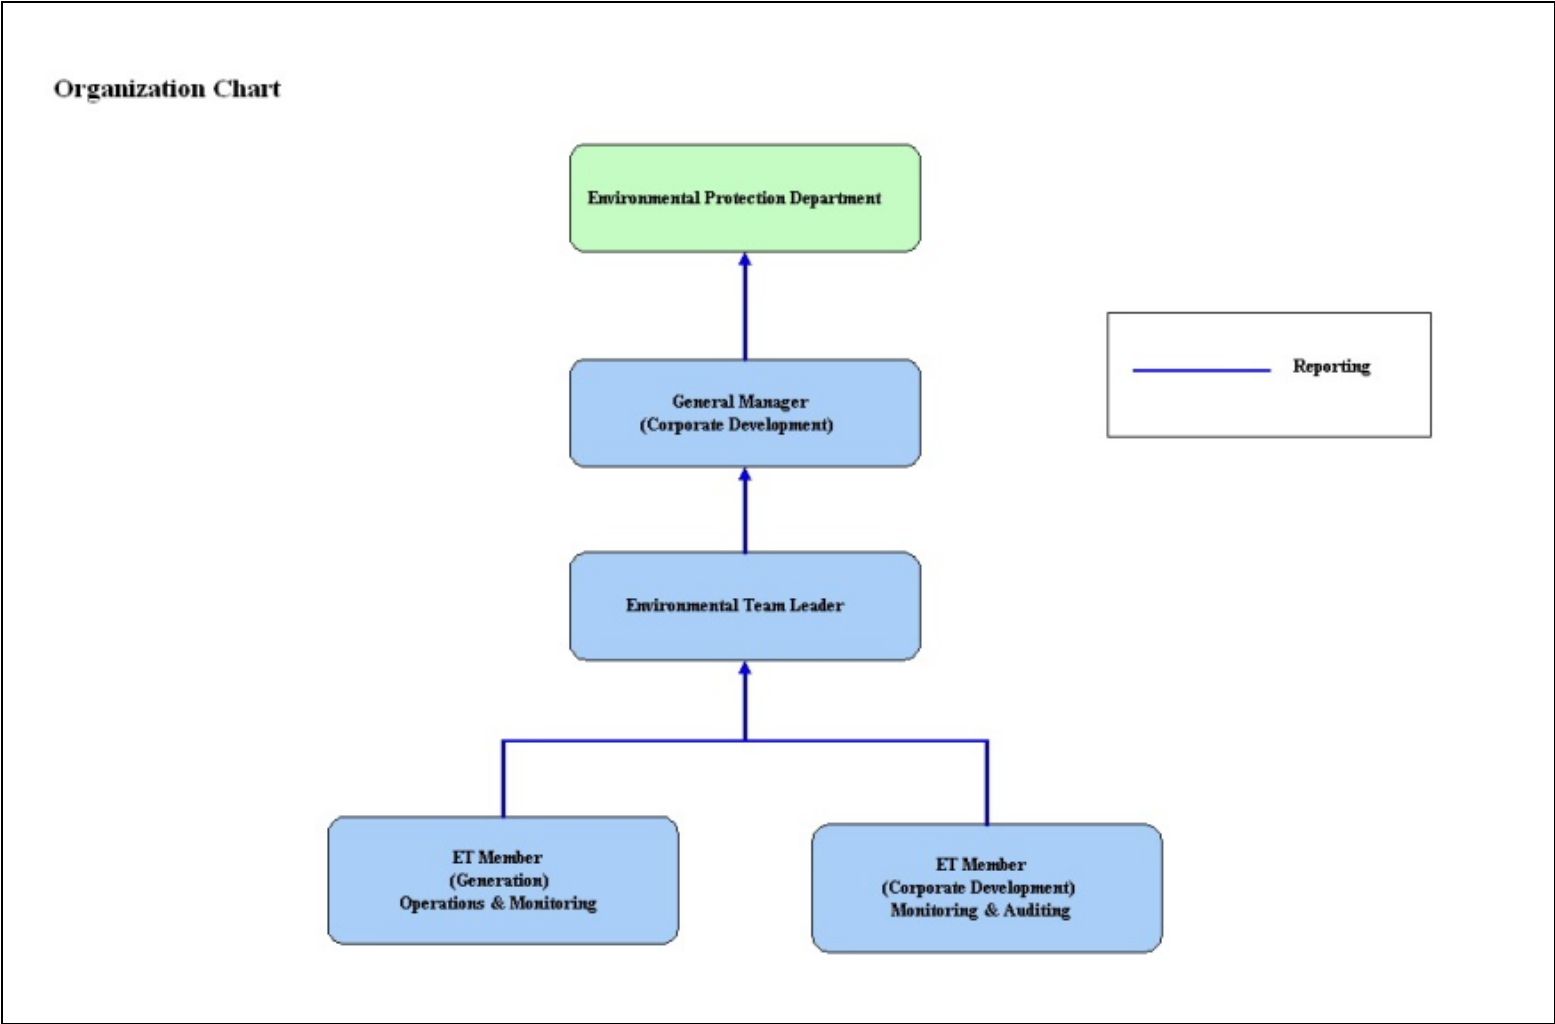 Organization Chart
Environmental Protection Department
General Manager
(Corporate Development)
Reporting
Environmental Team Leader
ET Member
(Generation)
Operations & Monitoring
ET Member
(Corporate Development)
Monitoring & Auditing